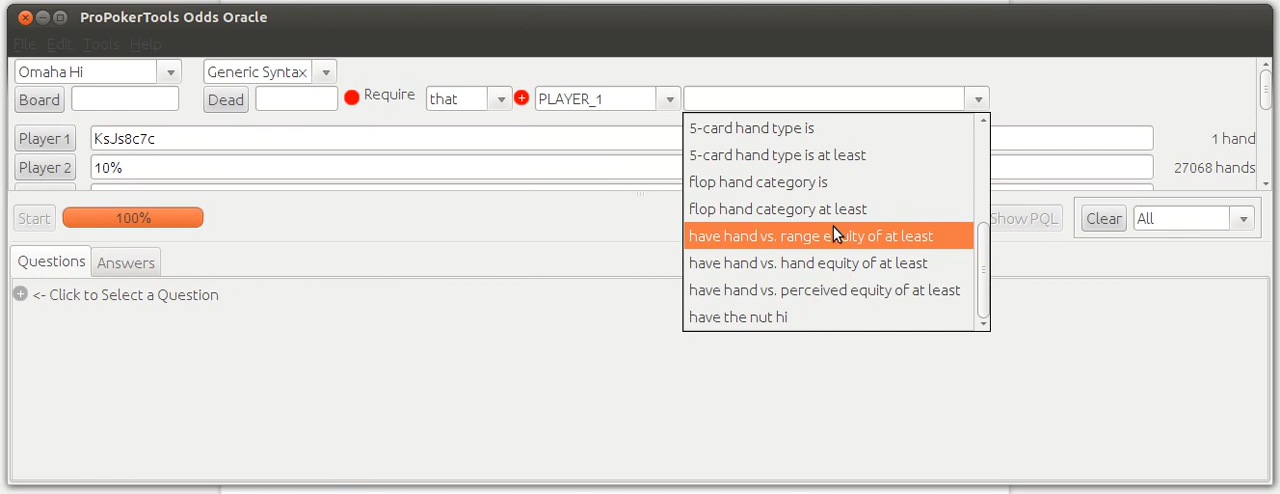 ProPokerTools Odds Oracle
File Edit Tools Help
Omaha Hi Generic Syntax
Board Dead Require that PLAYER_1
5-card hand type is
5-card hand type is at least
flop hand category is
flop hand category at least
have hand vs. range equity of at least
have hand vs. hand equity of at least
have hand vs. perceived equity of at least
have the nut hi
Player 1 KsJs8c7c 1 hand
Player 2 10% 27068 hands
Start 100% Show PQL Clear All
Questions Answers
<- Click to Select a Question